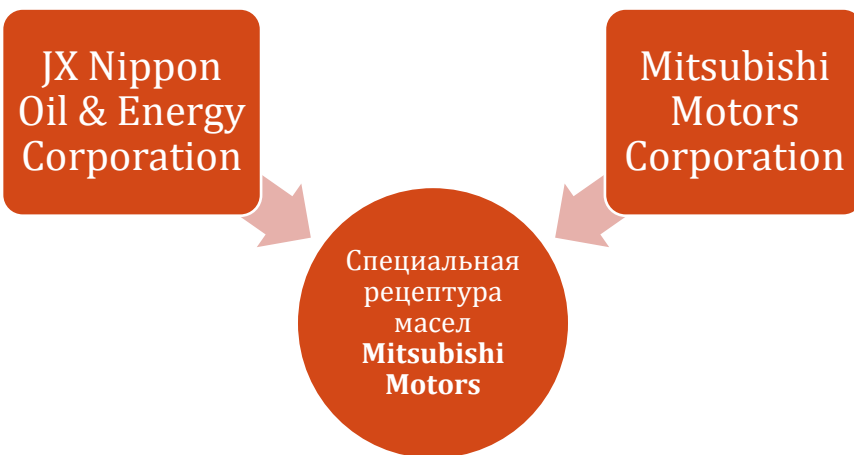 JX Nippon
Oil & Energy
Corporation
Mitsubishi
Motors
Corporation
Специальная
рецептура
масел
Mitsubishi
Motors